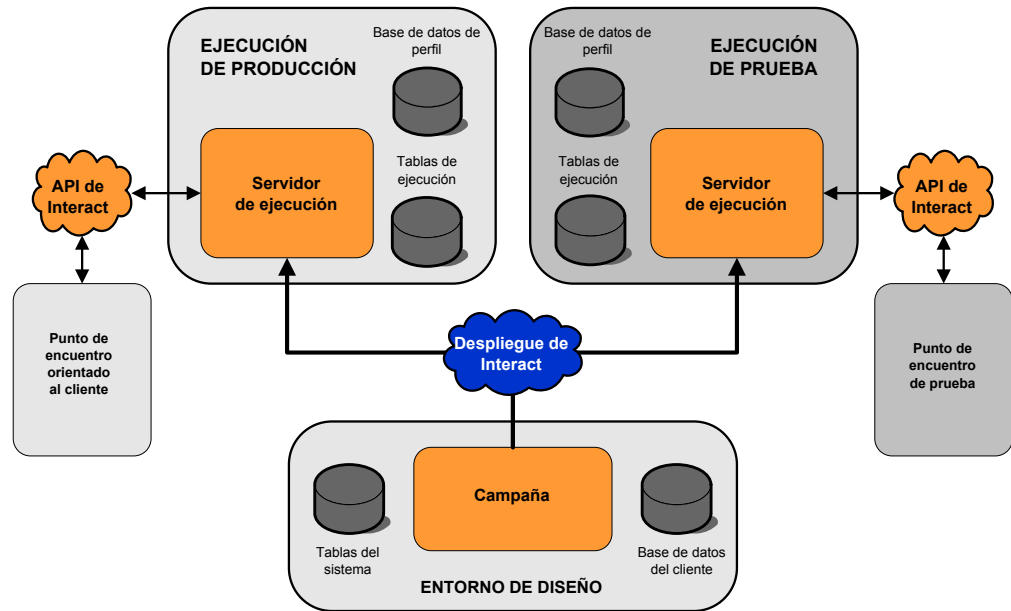 EJECUCIÓN
DE PRODUCCIÓN
Base de datos de
perfil
Servidor
de ejecución
Tablas de
ejecución
Base de datos de
perfil
EJECUCIÓN
DE PRUEBA
Tablas de
ejecución
Servidor
de ejecución
API de
Interact
API de
Interact
Punto de
encuentro
orientado
al cliente
Despliegue de
Interact
Punto de
encuentro
de prueba
Campaña
Tablas del
sistema
Base de datos
del cliente
ENTORNO DE DISEÑO